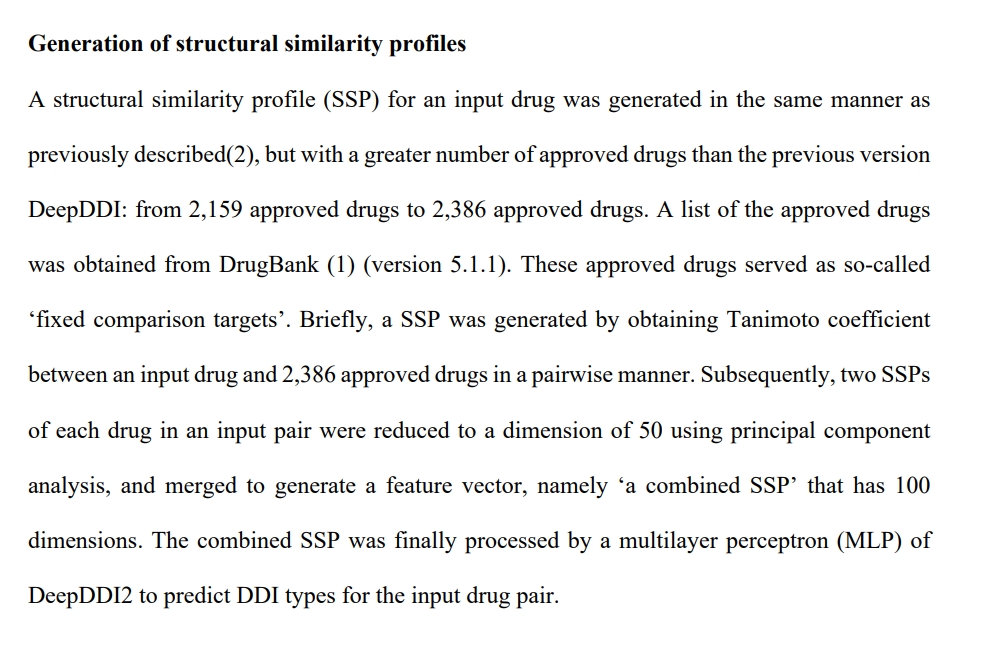 Generation of structural similarity profiles
A structural similarity profile (SSP) for an input drug was generated in the same manner as
previously described(2), but with a greater number of approved drugs than the previous version
DeepDDI: from 2,159 approved drugs to 2,386 approved drugs. A list of the approved drugs
was obtained from DrugBank (1) (version 5.1.1). These approved drugs served as so-called
‘fixed comparison targets’. Briefly, a SSP was generated by obtaining Tanimoto coefficient
between an input drug and 2,386 approved drugs in a pairwise manner. Subsequently, two SSPs
of each drug in an input pair were reduced to a dimension of 50 using principal component
analysis, and merged to generate a feature vector, namely ‘a combined SSP’ that has 100
dimensions. The combined SSP was finally processed by a multilayer perceptron (MLP) of
DeepDDI2 to predict DDI types for the input drug pair.